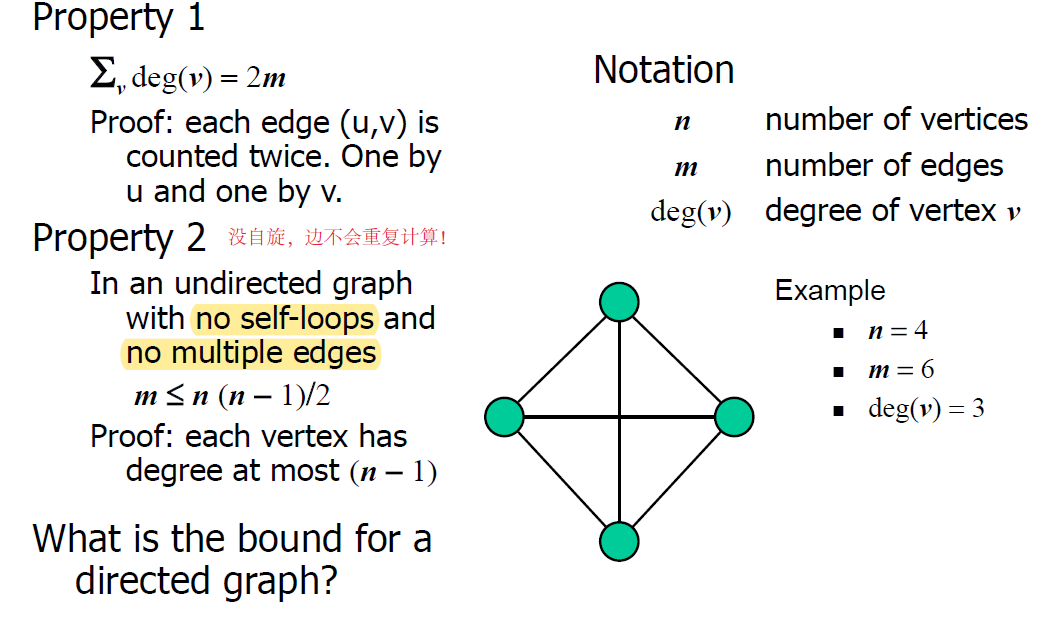 Property 1
Σᵥ deg(v) = 2m
Proof: each edge (u,v) is
counted twice. One by
u and one by v.
Property 2 没自旋，边不会重复计算！
In an undirected graph
with no self-loops and
no multiple edges
m ≤ n (n − 1)/2
Proof: each vertex has
degree at most (n − 1)
What is the bound for a
directed graph?
Notation
n number of vertices
m number of edges
deg(v) degree of vertex v
Example
▪ n = 4
▪ m = 6
▪ deg(v) = 3